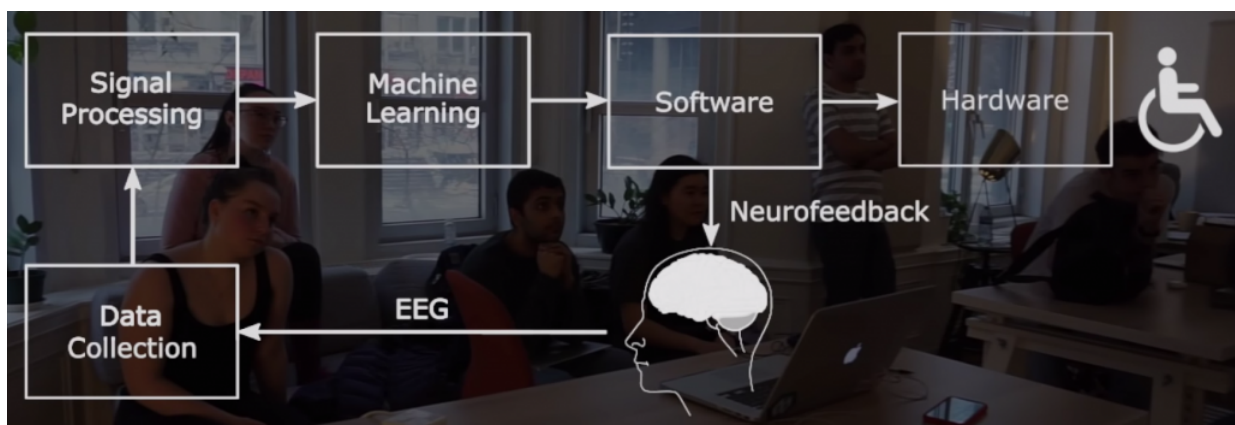 Signal
Processing
Machine
Learning
Software
Hardware
Neurofeedback
EEG
Data
Collection